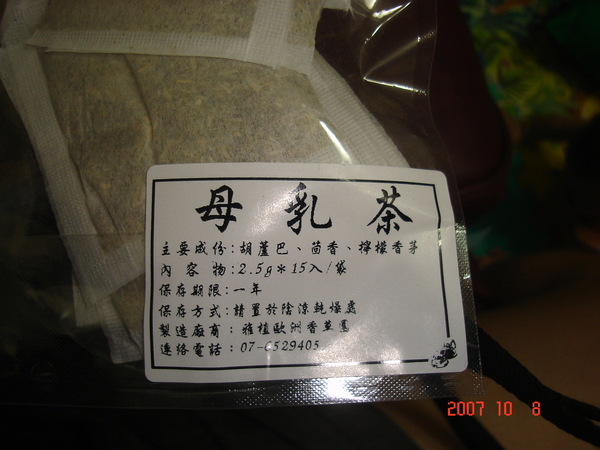 母乳茶
主要成份:胡蘆巴、茴香、檸檬香茅
內容物:2.5g*15入/袋
保存期限:一年
保存方式:請置於陰涼乾燥處
製造廠商:雅植歐洲香草園
連絡電話:07-6529405
2007 10 8